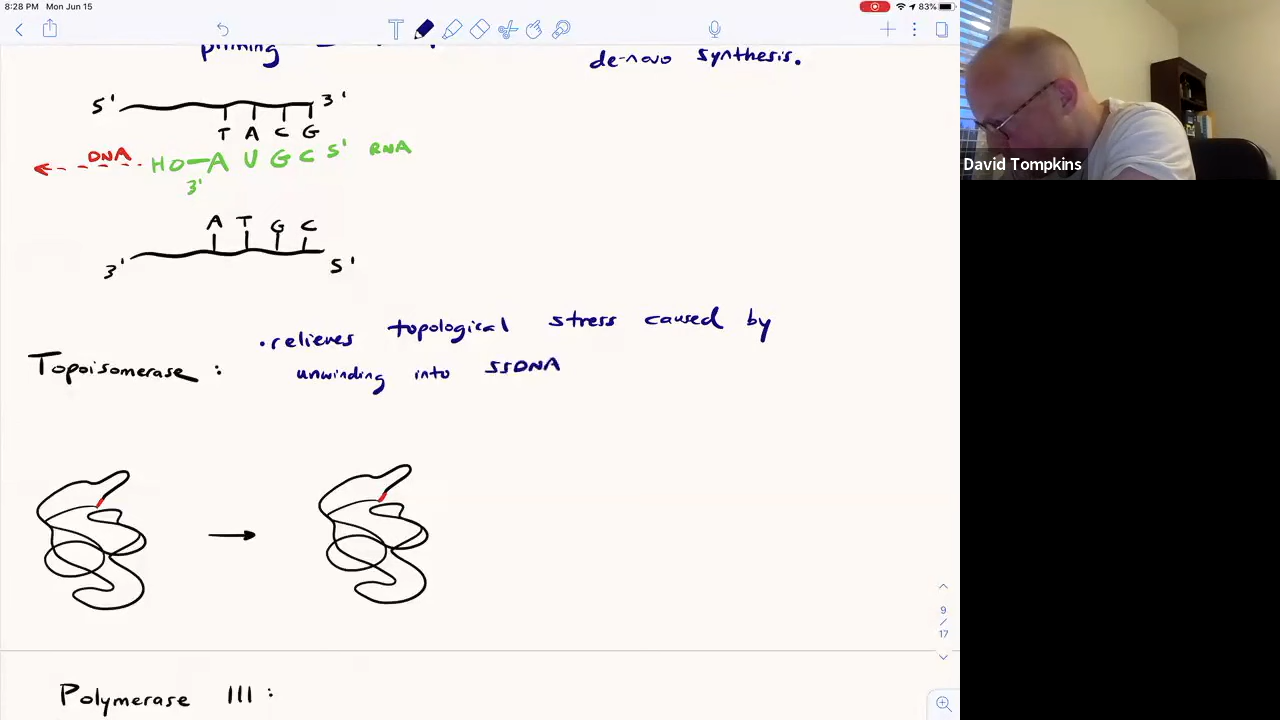 8:28 PM Mon Jun 15
83%
T
priming
de-novo synthesis.
5' 3'
T A C G
DNA HO-A U G C 5' RNA
3'
A T G C
3' 5'
• relieves topological stress caused by
Topoisomerase : unwinding into SSDNA
9
/
17
Polymerase III:
David Tompkins